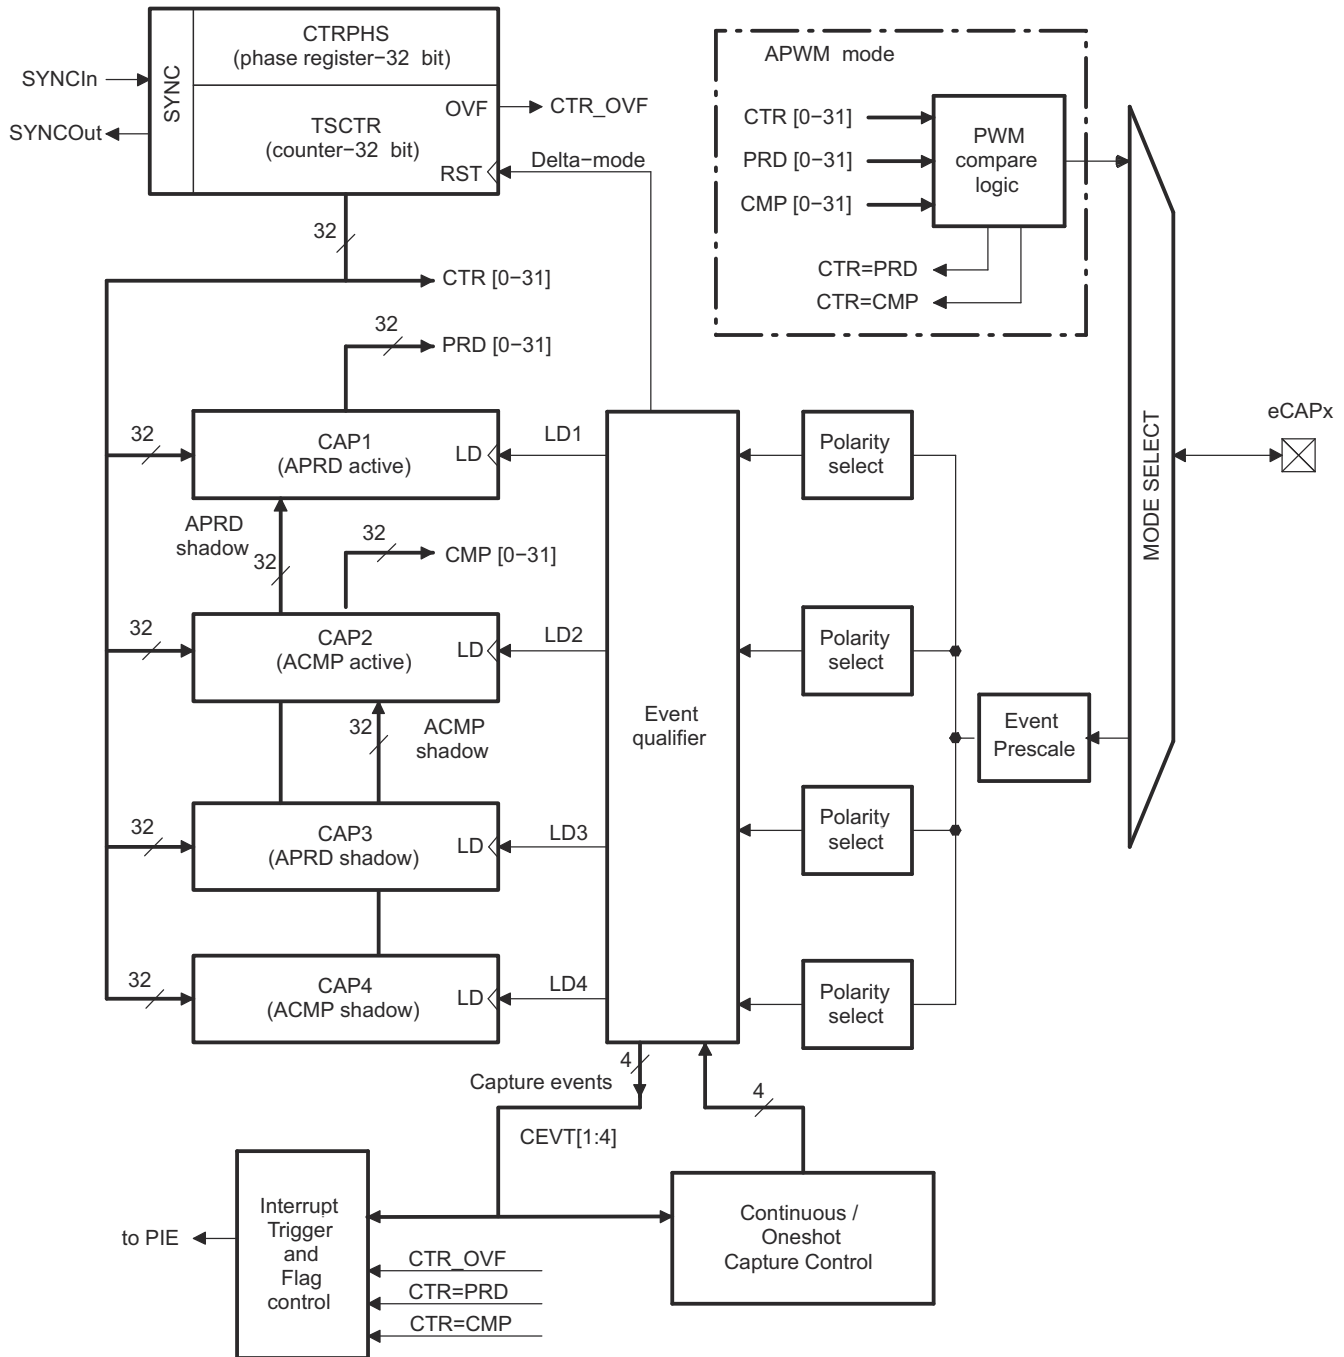 CTRPHS
(phase register−32 bit)
APWM mode
SYNCIn
SYNC
OVF
CTR_OVF
SYNCOut
TSCTR
(counter−32 bit)
RST
Delta−mode
CTR [0−31]
PRD [0−31]
CMP [0−31]
PWM
compare
logic
CTR=PRD
CTR=CMP
32
CTR [0−31]
32
PRD [0−31]
MODE SELECT
eCAPx
32
CAP1
(APRD active)
LD
LD1
Polarity
select
APRD
shadow
32
32
CMP [0−31]
32
CAP2
(ACMP active)
LD
LD2
Polarity
select
32
ACMP
shadow
Event
qualifier
Event
Prescale
32
CAP3
(APRD shadow)
LD
LD3
Polarity
select
32
CAP4
(ACMP shadow)
LD
LD4
Polarity
select
4
Capture events
4
CEVT[1:4]
to PIE
Interrupt
Trigger
and
Flag
control
Continuous /
Oneshot
Capture Control
CTR_OVF
CTR=PRD
CTR=CMP